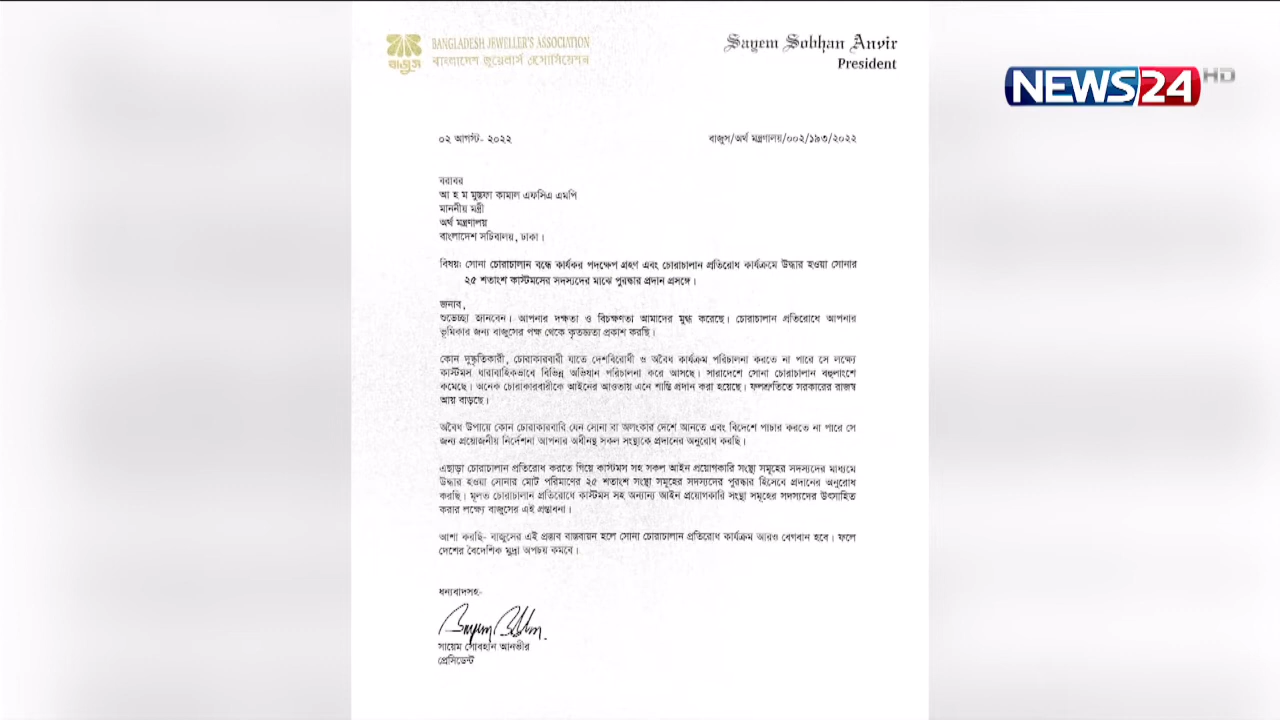 BANGLADESH JEWELLER'S ASSOCIATION
বাজুস
বাংলাদেশ জুয়েলার্স এসোসিয়েশন
Sayem Sobhan Anvir
President
NEWS24 HD
০২ আগস্ট- ২০২২
বাজুস/অর্থ মন্ত্রণালয়/০০২/১৯৩/২০২২
বরাবর
আ হ ম মুস্তফা কামাল এফসিএ এমপি
মাননীয় মন্ত্রী
অর্থ মন্ত্রণালয়
বাংলাদেশ সচিবালয়, ঢাকা।
বিষয়: সোনা চোরাচালান বন্ধে কার্যকর পদক্ষেপ গ্রহণ এবং চোরাচালান প্রতিরোধ কার্যক্রমে উদ্ধার হওয়া সোনার
২৫ শতাংশ কাস্টমসের সদস্যদের মাঝে পুরস্কার প্রদান প্রসঙ্গে।
জনাব,
শুভেচ্ছা জানবেন। আপনার দক্ষতা ও বিচক্ষণতা আমাদের মুগ্ধ করেছে। চোরাচালান প্রতিরোধে আপনার
ভূমিকার জন্য বাজুসের পক্ষ থেকে কৃতজ্ঞতা প্রকাশ করছি।
কোন দুষ্কৃতিকারী, চোরাকারবারী যাতে দেশবিরোধী ও অবৈধ কার্যক্রম পরিচালনা করতে না পারে সে লক্ষ্যে
কাস্টমস ধারাবাহিকভাবে বিভিন্ন অভিযান পরিচালনা করে আসছে। সারাদেশে সোনা চোরাচালান বহুলাংশে
কমেছে। অনেক চোরাকারবারীকে আইনের আওতায় এনে শাস্তি প্রদান করা হয়েছে। ফলশ্রুতিতে সরকারের রাজস্ব
আয় বাড়ছে।
অবৈধ উপায়ে কোন চোরাকারবারি যেন সোনা বা অলংকার দেশে আনতে এবং বিদেশে পাচার করতে না পারে সে
জন্য প্রয়োজনীয় নির্দেশনা আপনার অধীনস্থ সকল সংস্থাকে প্রদানের অনুরোধ করছি।
এছাড়া চোরাচালান প্রতিরোধ করতে গিয়ে কাস্টমস সহ সকল আইন প্রয়োগকারি সংস্থা সমূহের সদস্যদের মাধ্যমে
উদ্ধার হওয়া সোনার মোট পরিমাণের ২৫ শতাংশ সংস্থা সমূহের সদস্যদের পুরস্কার হিসেবে প্রদানের অনুরোধ
করছি। মূলত চোরাচালান প্রতিরোধে কাস্টমস সহ অন্যান্য আইন প্রয়োগকারি সংস্থা সমূহের সদস্যদের উৎসাহিত
করার লক্ষ্যে বাজুসের এই প্রস্তাবনা।
আশা করছি- বাজুসের এই প্রস্তাব বাস্তবায়ন হলে সোনা চোরাচালান প্রতিরোধ কার্যক্রম আরও বেগবান হবে। ফলে
দেশের বৈদেশিক মুদ্রা অপচয় কমবে।
ধন্যবাদসহ-
সায়েম সোবহান আনভীর
প্রেসিডেন্ট